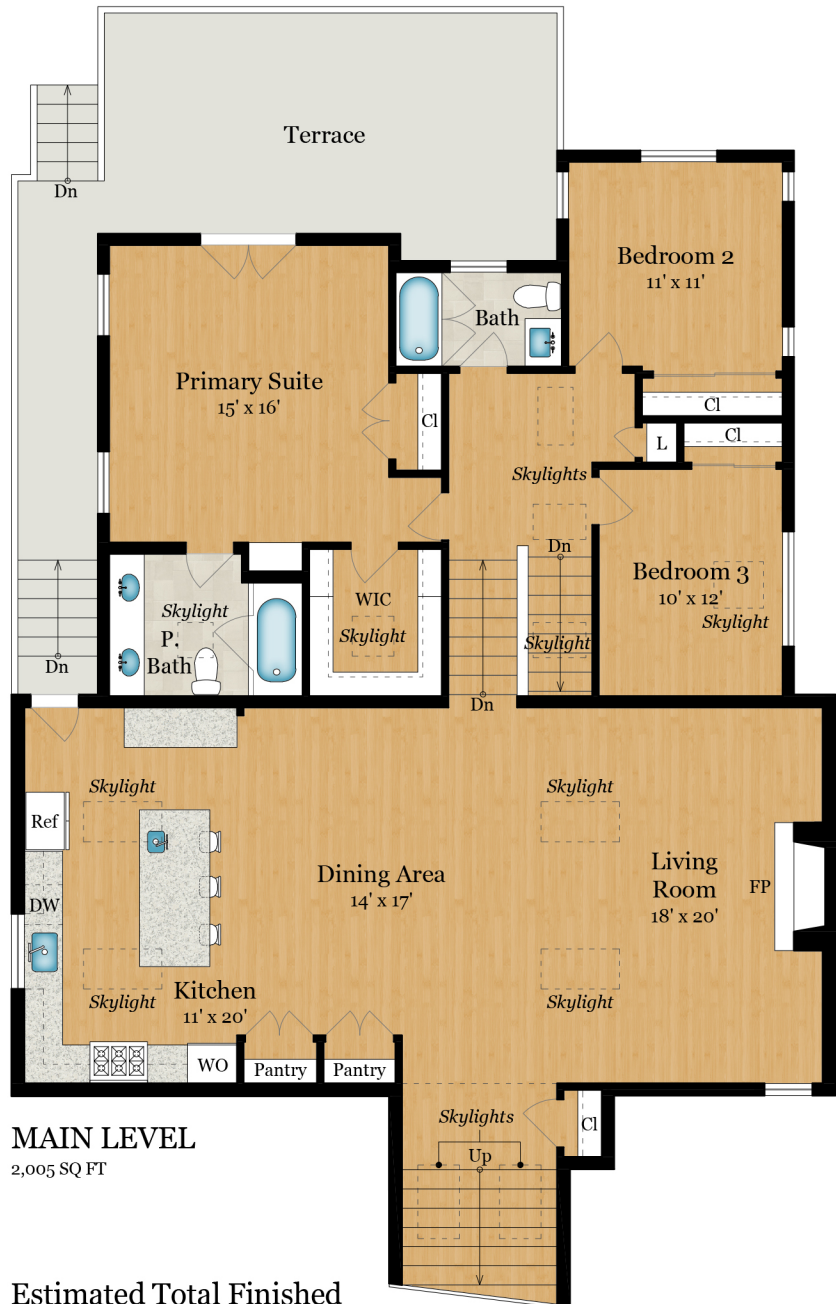 Terrace
Dn
Bedroom 2
11' x 11'
Bath
Primary Suite
15' x 16'
Cl
Cl
Cl
L
Skylights
Dn
Bedroom 3
10' x 12'
Skylight
WIC
Skylight
Skylight
Skylight
P.
Bath
Dn
Dn
Skylight
Skylight
Ref
Dining Area
14' x 17'
Living
Room
18' x 20'
FP
DW
Skylight
Kitchen
11' x 20'
Skylight
WO
Pantry
Pantry
Skylights
Cl
Up
MAIN LEVEL
2,005 SQ FT
Estimated Total Finished